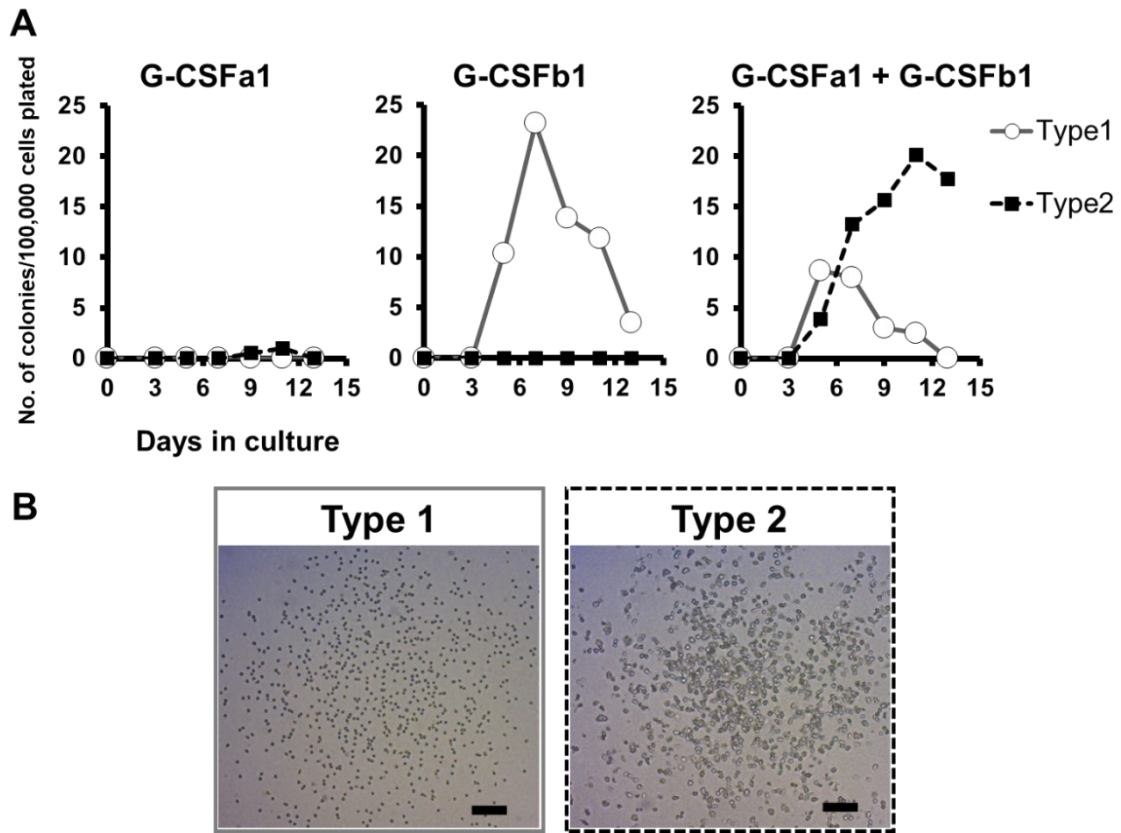 A
G-CSFa1
G-CSFb1
G-CSFa1 + G-CSFb1
No. of colonies/100,000 cells plated
25
20
15
10
5
0
0 3 6 9 12 15
25
20
15
10
5
0
0 3 6 9 12 15
25
20
15
10
5
0
0 3 6 9 12 15
Type1
Type2
Days in culture
B
Type 1
Type 2